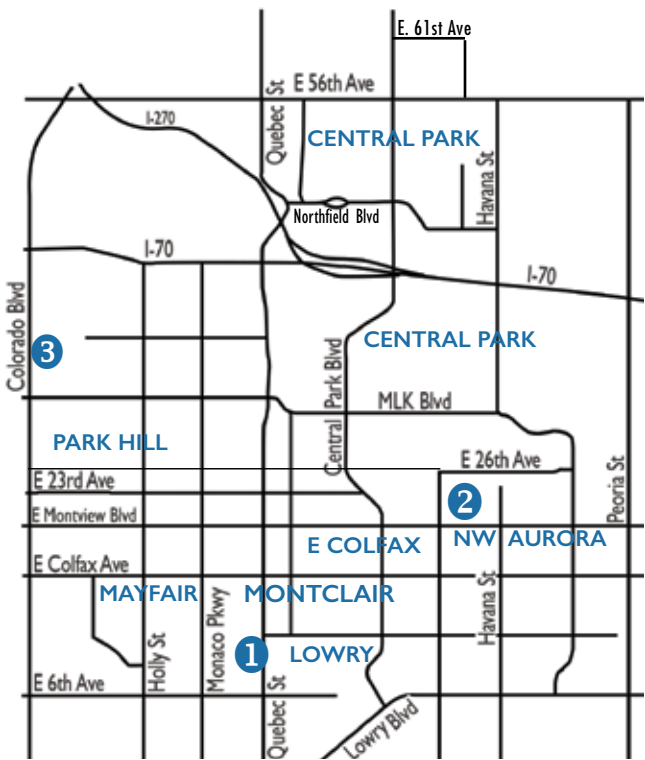 E. 61st Ave
Quebec St
E 56th Ave
I-270
CENTRAL PARK
Havana St
Northfield Blvd
I-70
I-70
Colorado Blvd
3
CENTRAL PARK
Central Park Blvd
MLK Blvd
PARK HILL
E 26th Ave
Peoria St
E 23rd Ave
2
E Montview Blvd
E COLFAX
NW AURORA
E Colfax Ave
MAYFAIR
MONTCLAIR
Havana St
Holly St
Monaco Pkwy
1
LOWRY
E 6th Ave
Quebec St
Lowry Blvd